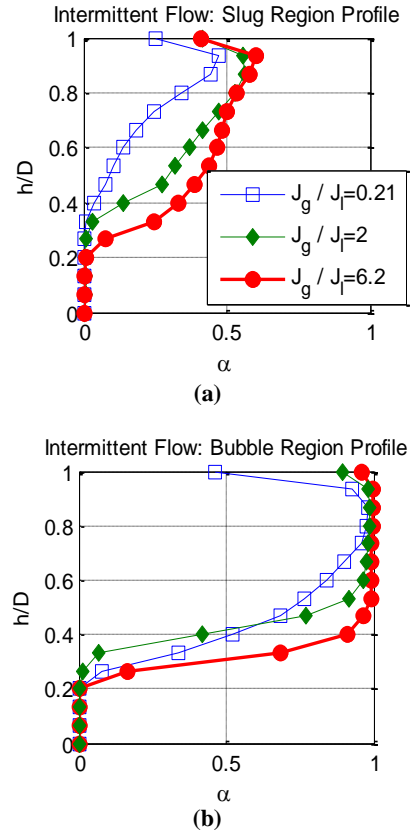 Intermittent Flow: Slug Region Profile
1
0.8
0.6
0.4
0.2
0
h/D
J_g / J_l=0.21
J_g / J_l=2
J_g / J_l=6.2
0 0.5 1
α
(a)
Intermittent Flow: Bubble Region Profile
1
0.8
0.6
0.4
0.2
0
h/D
0 0.5 1
α
(b)